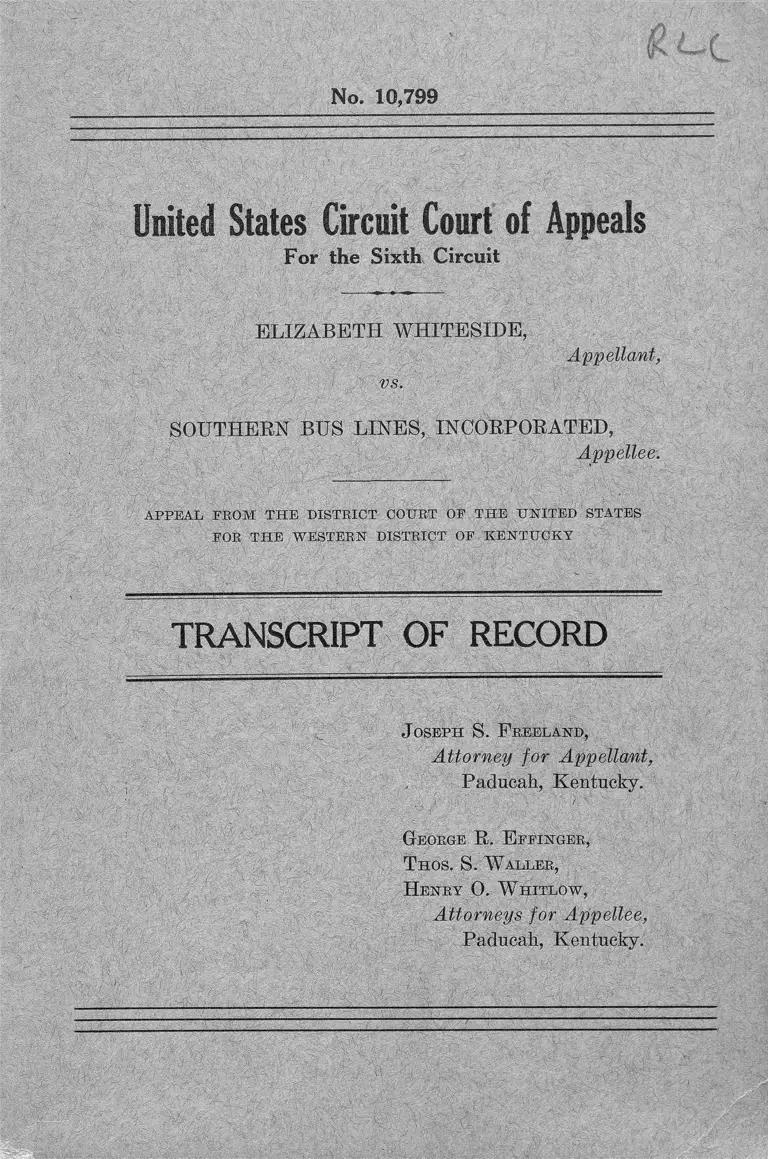 RLC
No. 10,799
United States Circuit Court of Appeals
For the Sixth Circuit
ELIZABETH WHITESIDE,
Appellant,
vs.
SOUTHERN BUS LINES, INCORPORATED,
Appellee.
APPEAL FROM THE DISTRICT COURT OF THE UNITED STATES
FOR THE WESTERN DISTRICT OF KENTUCKY
TRANSCRIPT OF RECORD
Joseph S. Freeland,
Attorney for Appellant,
Paducah, Kentucky.
George R. Effinger,
Thos. S. Waller,
Henry O. Whitlow,
Attorneys for Appellee,
Paducah, Kentucky.